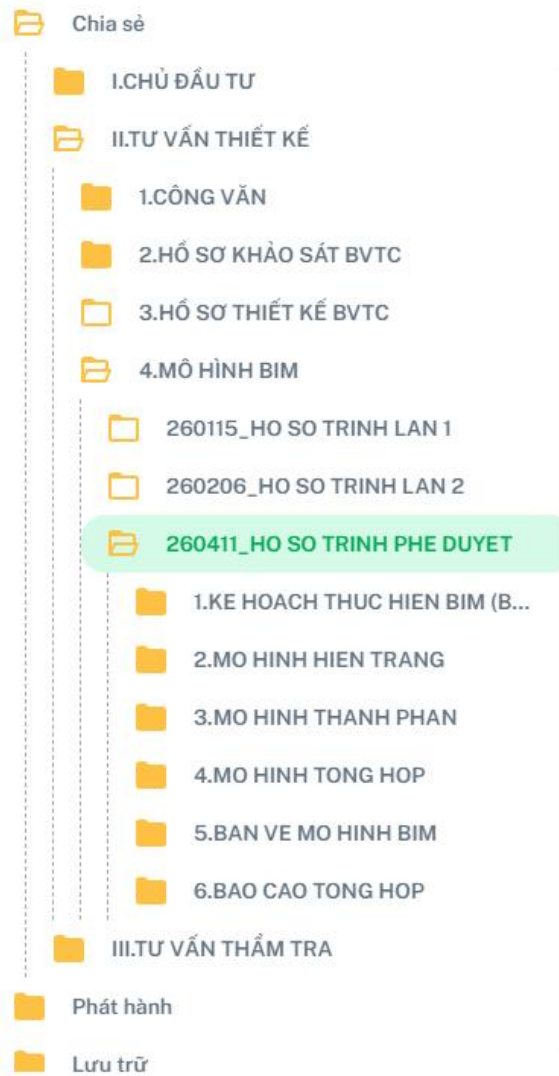 Chia sẻ
I.CHỦ ĐẦU TƯ
II.TƯ VẤN THIẾT KẾ
1.CÔNG VĂN
2.HỒ SƠ KHẢO SÁT BVTC
3.HỒ SƠ THIẾT KẾ BVTC
4.MÔ HÌNH BIM
260115_HO SO TRINH LAN 1
260206_HO SO TRINH LAN 2
260411_HO SO TRINH PHE DUYET
1.KE HOACH THUC HIEN BIM (B...
2.MO HINH HIEN TRANG
3.MO HINH THANH PHAN
4.MO HINH TONG HOP
5.BAN VE MO HINH BIM
6.BAO CAO TONG HOP
III.TƯ VẤN THẨM TRA
Phát hành
Lưu trữ